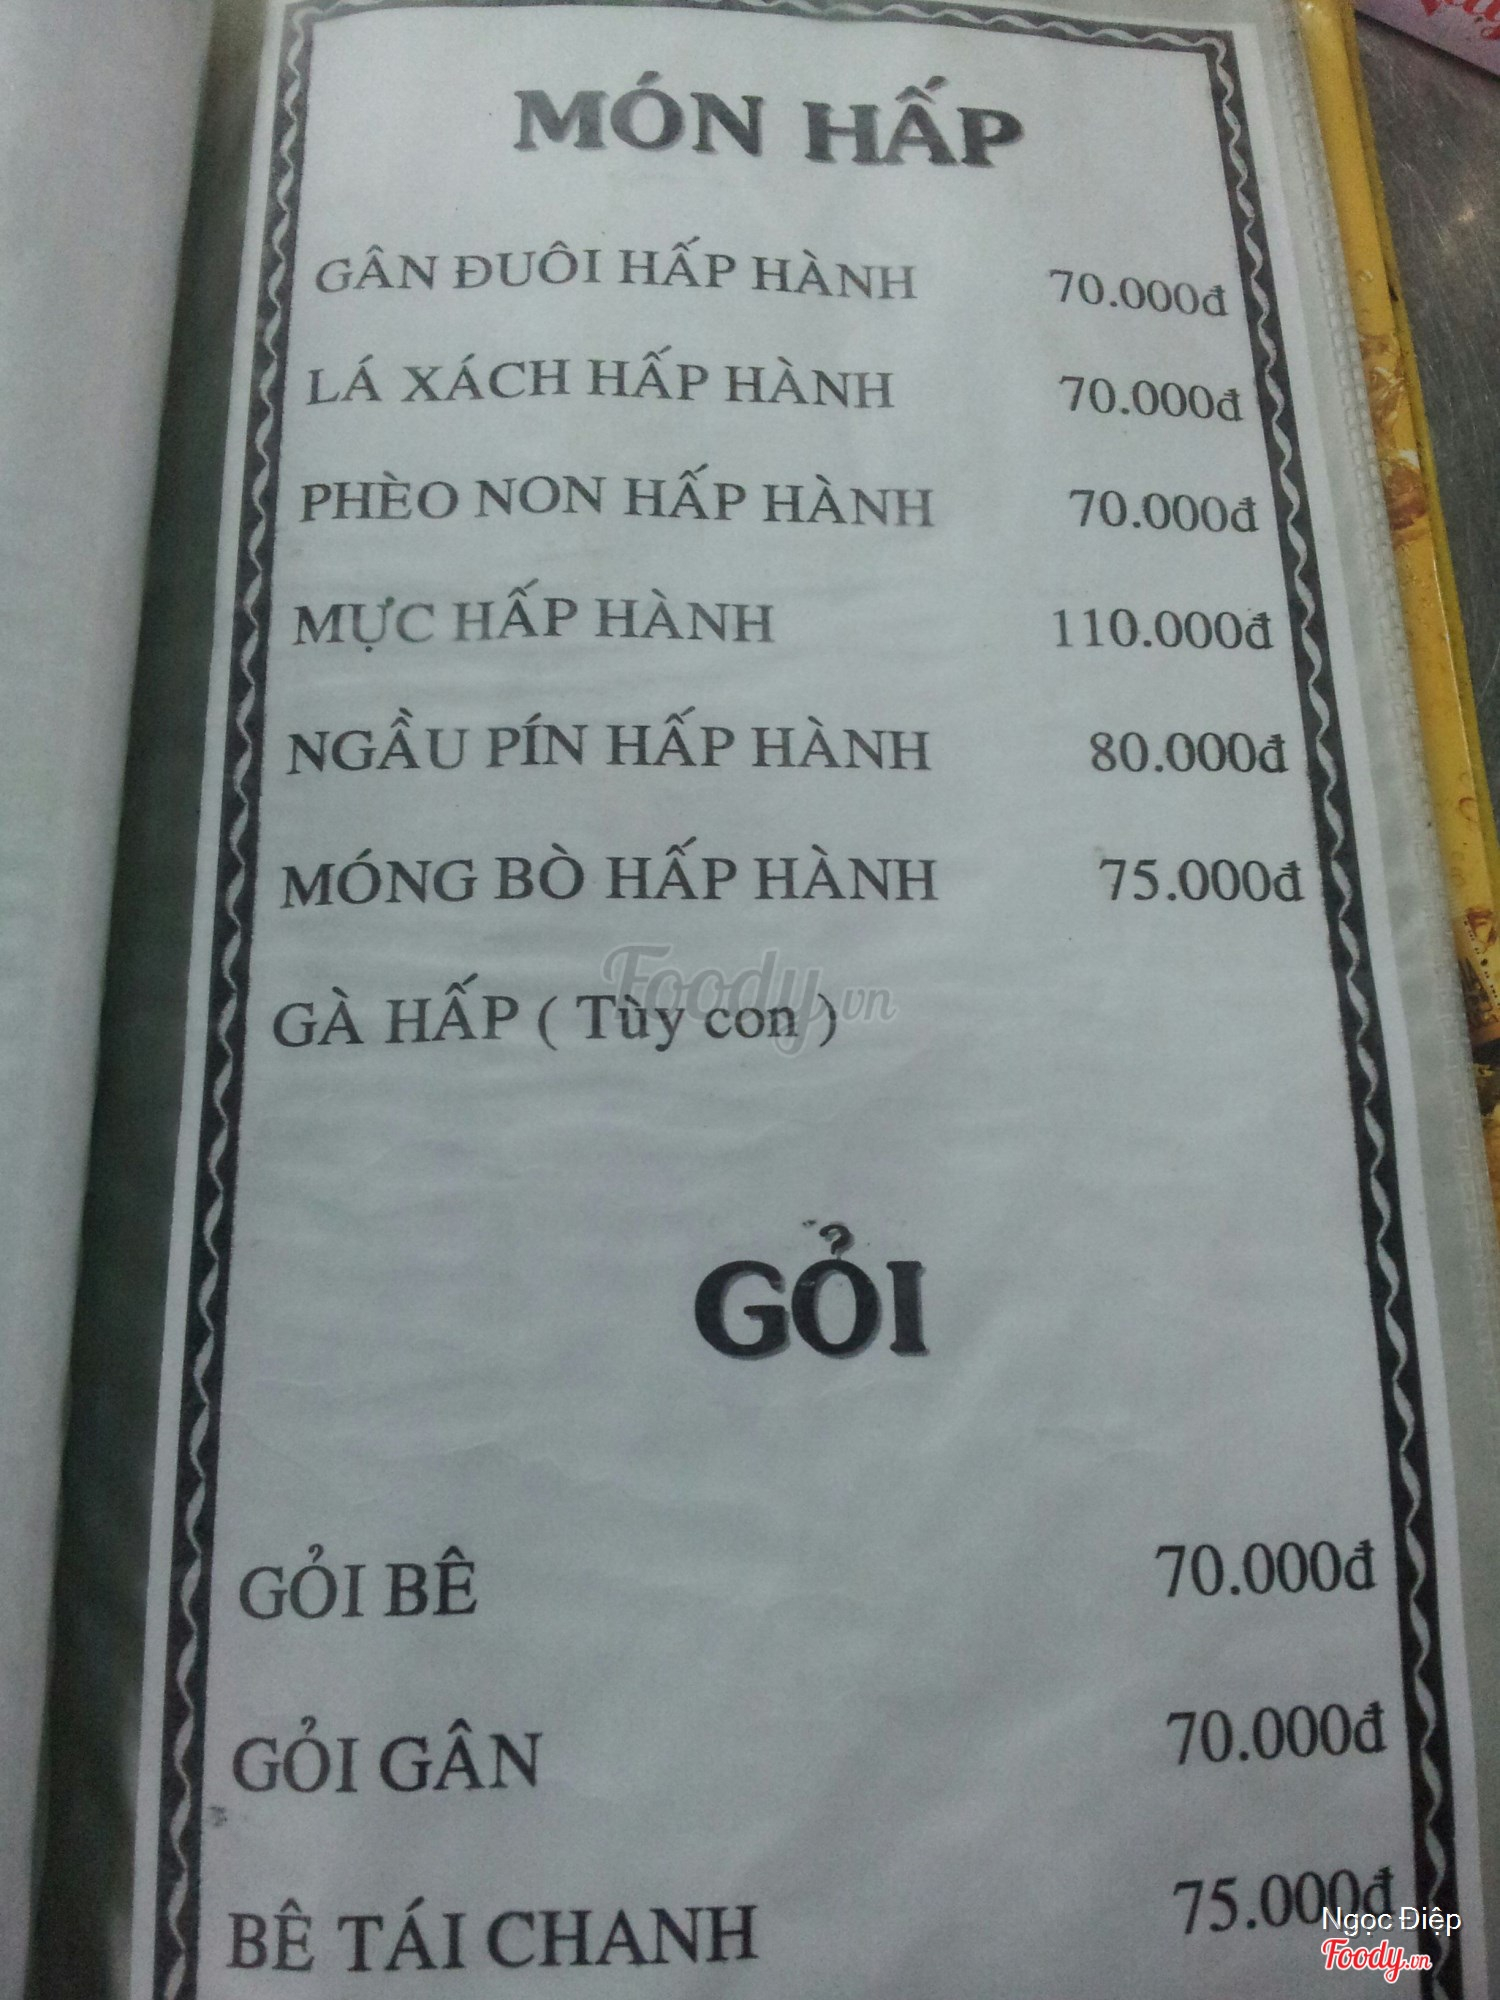 MÓN HẤP
GÂN ĐUÔI HẤP HÀNH 70.000đ
LÁ XÁCH HẤP HÀNH 70.000đ
PHÈO NON HẤP HÀNH 70.000đ
MỰC HẤP HÀNH 110.000đ
NGẦU PÍN HẤP HÀNH 80.000đ
MÓNG BÒ HẤP HÀNH 75.000đ
Foody.vn
GÀ HẤP ( Tùy con )
GỎI
GỎI BÊ 70.000đ
GỎI GÂN 70.000đ
BÊ TÁI CHANH 75.000đ
Ngọc Điệp
Foody.vn